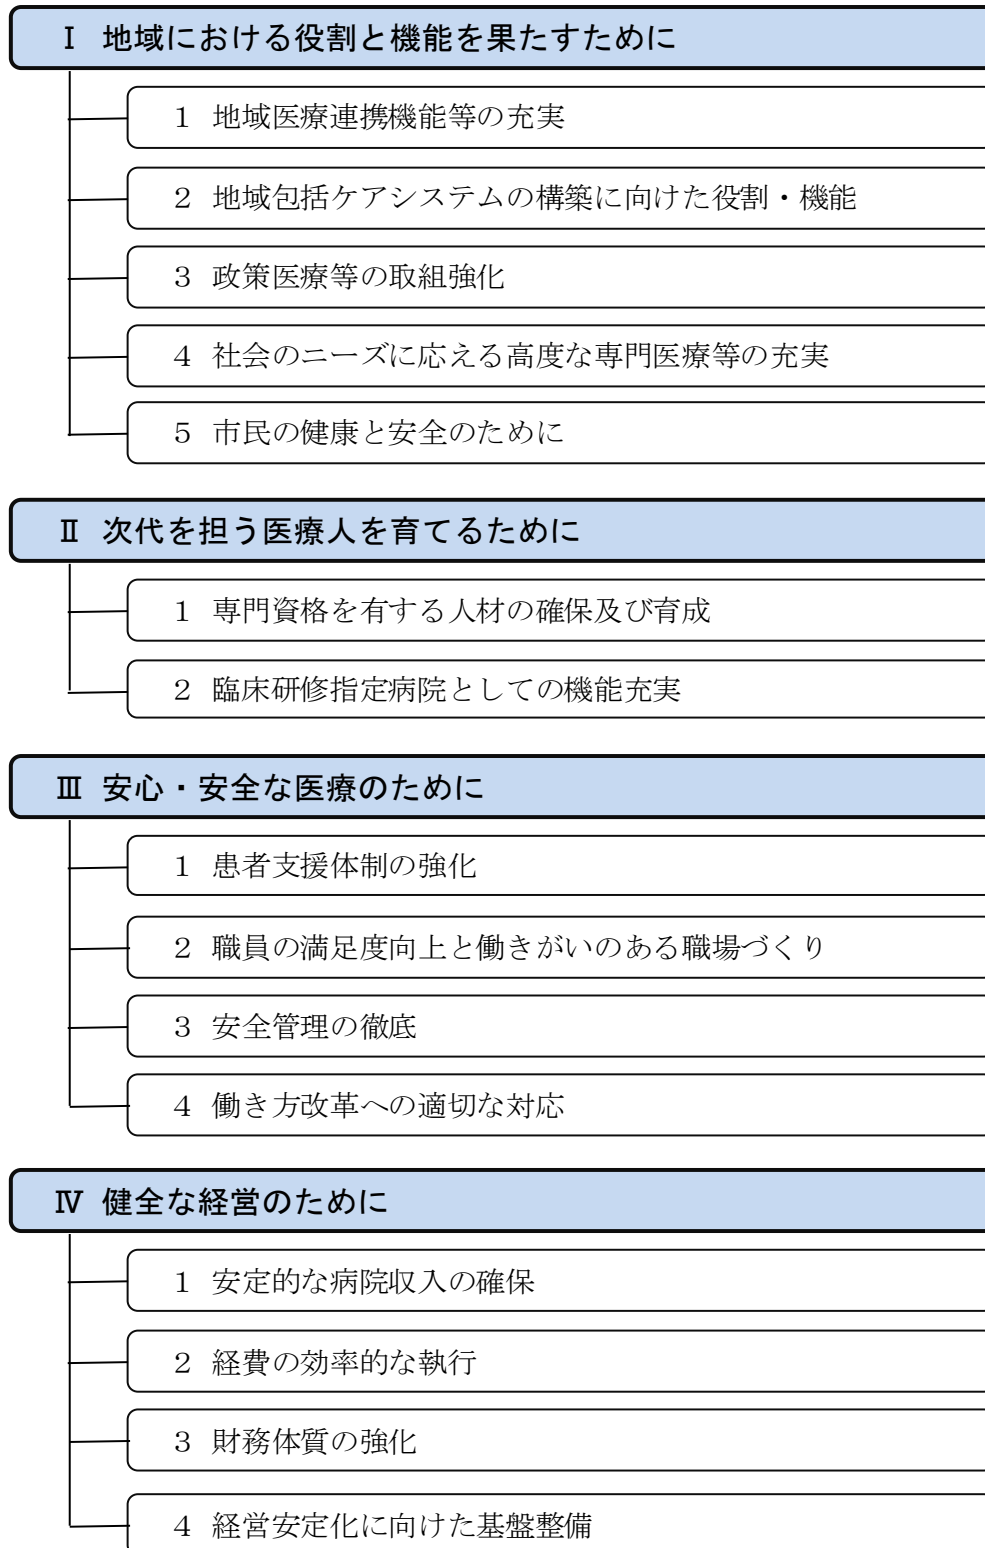 Ⅰ 地域における役割と機能を果たすために
１ 地域医療連携機能等の充実
２ 地域包括ケアシステムの構築に向けた役割・機能
３ 政策医療等の取組強化
４ 社会のニーズに応える高度な専門医療等の充実
５ 市民の健康と安全のために
Ⅱ 次代を担う医療人を育てるために
１ 専門資格を有する人材の確保及び育成
２ 臨床研修指定病院としての機能充実
Ⅲ 安心・安全な医療のために
１ 患者支援体制の強化
２ 職員の満足度向上と働きがいのある職場づくり
３ 安全管理の徹底
４ 働き方改革への適切な対応
Ⅳ 健全な経営のために
１ 安定的な病院収入の確保
２ 経費の効率的な執行
３ 財務体質の強化
４ 経営安定化に向けた基盤整備